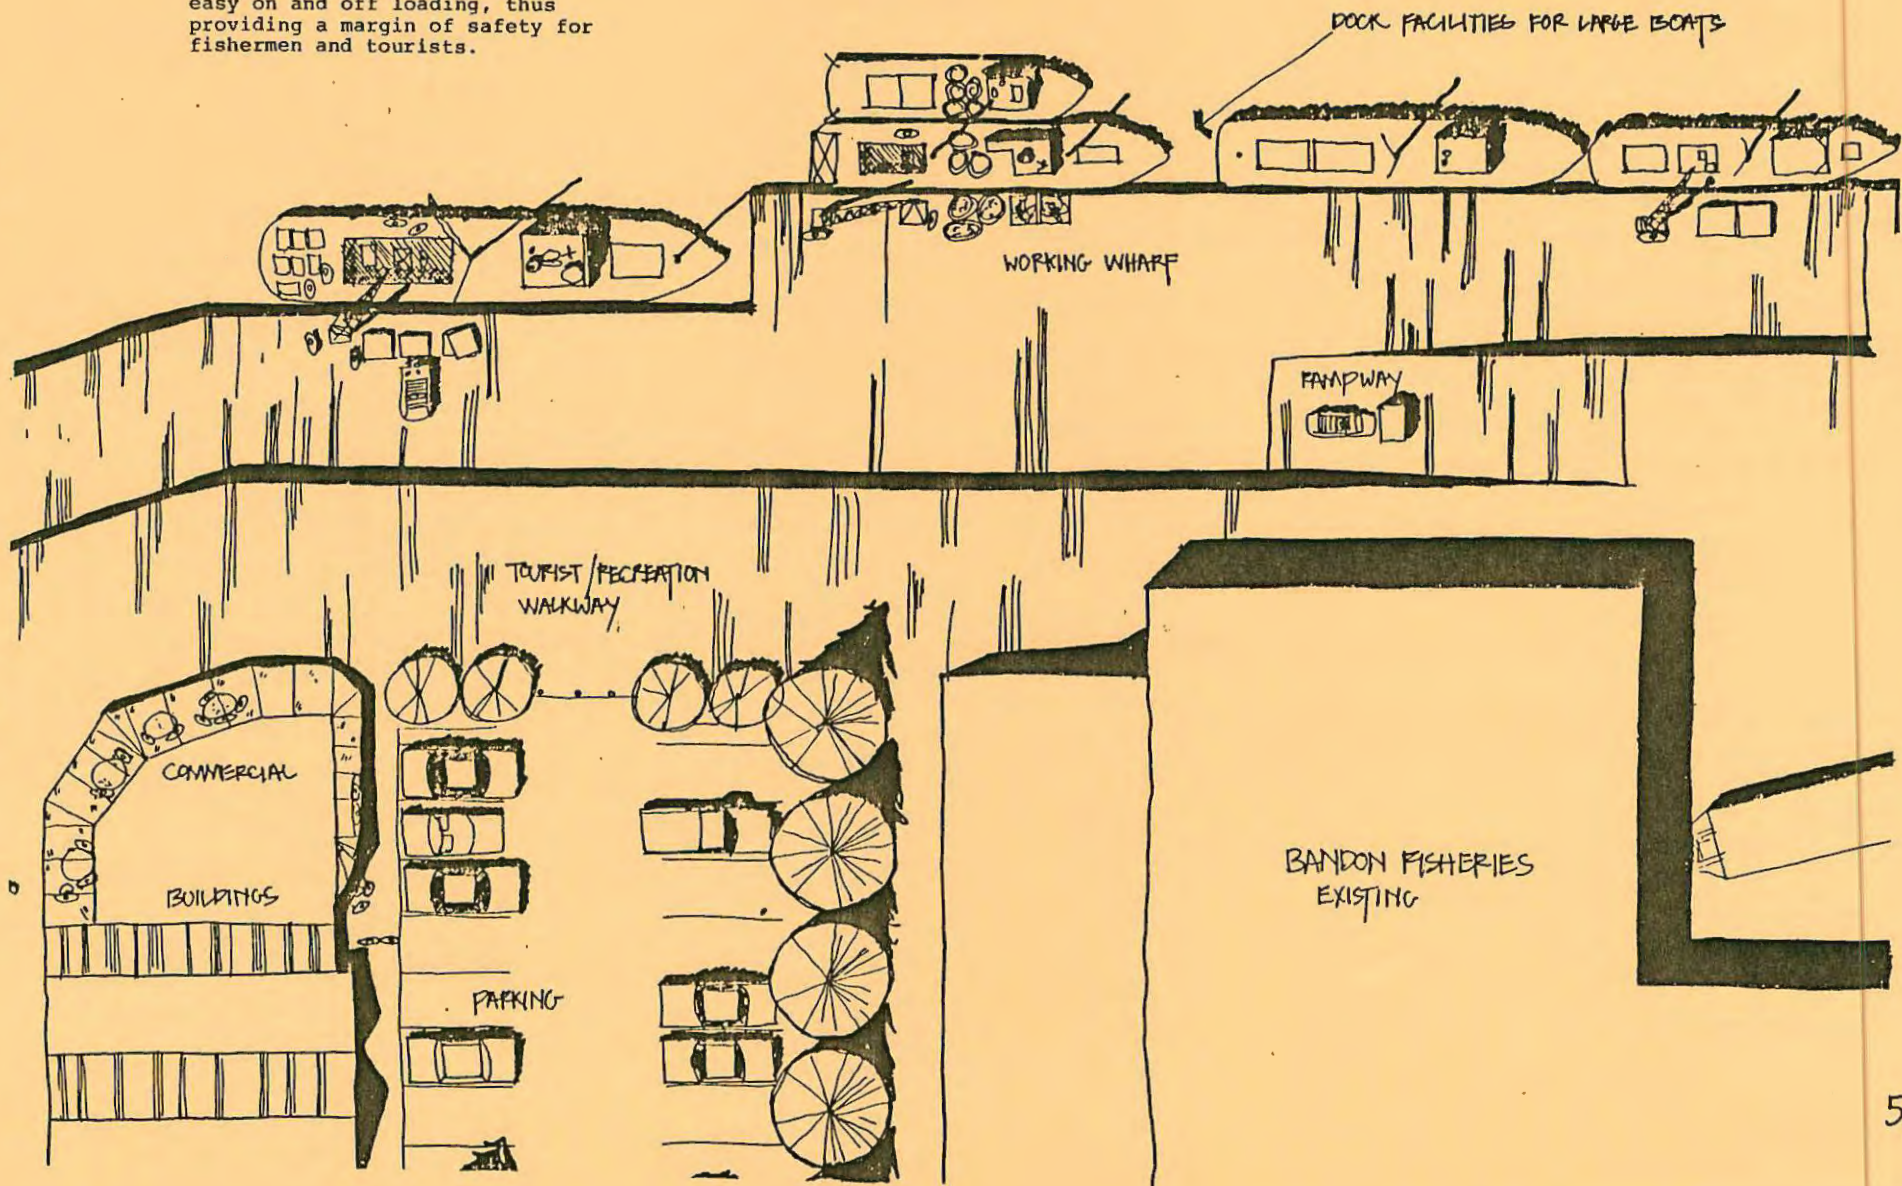 easy on and off loading, thus
providing a margin of safety for
fishermen and tourists.
DOCK FACILITIES FOR LARGE BOATS
WORKING WHARF
RAMPWAY
TOURIST/RECREATION
WALKWAY
COMMERCIAL
BUILDINGS
PARKING
BANDON FISHERIES
EXISTING
5